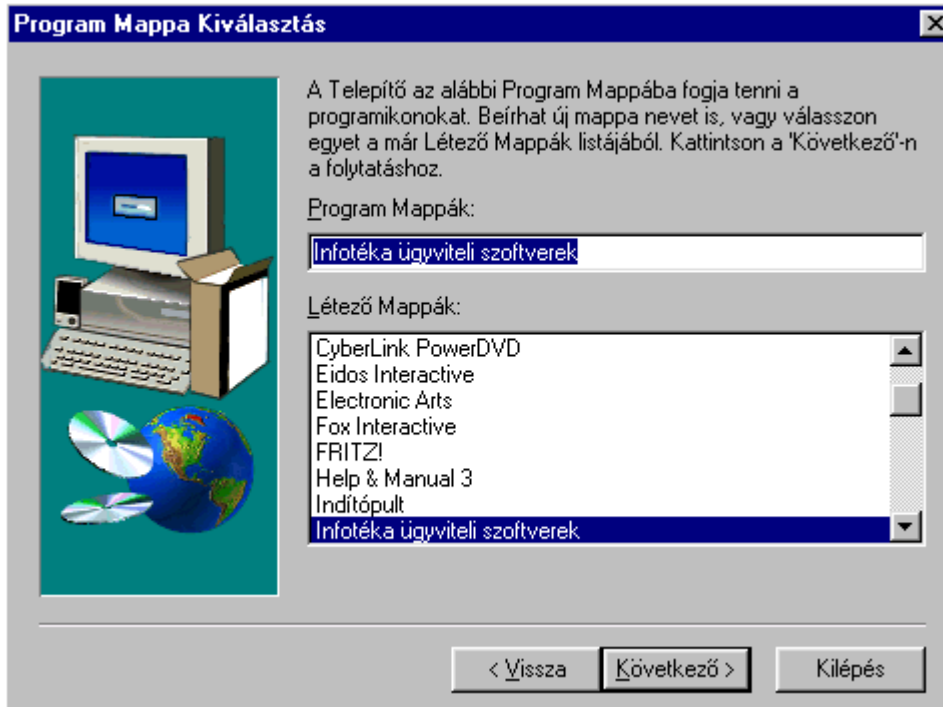 Program Mappa Kiválasztás
A Telepítő az alábbi Program Mappába fogja tenni a
programikonokat. Beírhat új mappa nevet is, vagy válasszon
egyet a már Létező Mappák listájából. Kattintson a 'Következő'-n
a folytatáshoz.
Program Mappák:
Infotéka ügyviteli szoftverek
Létező Mappák:
CyberLink PowerDVD
Eidos Interactive
Electronic Arts
Fox Interactive
FRITZ!
Help & Manual 3
Indítópult
Infotéka ügyviteli szoftverek
< Vissza
Következő >
Kilépés